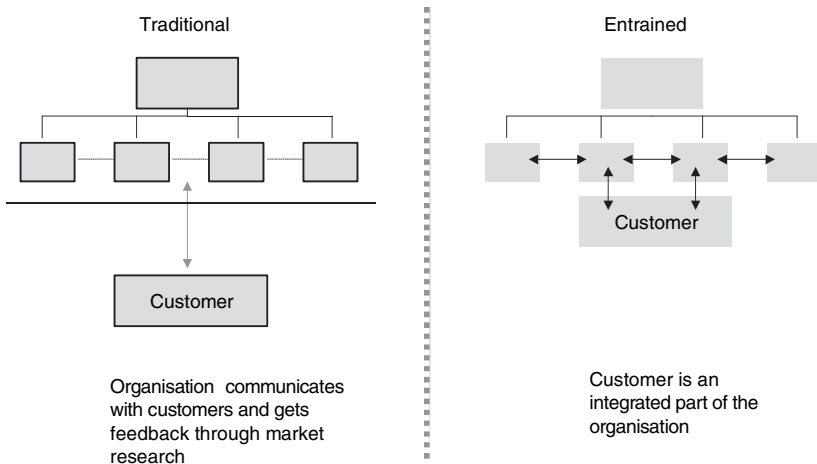 Traditional
Customer
Organisation communicates
with customers and gets
feedback through market
research
Entrained
Customer
Customer is an
integrated part of the
organisation